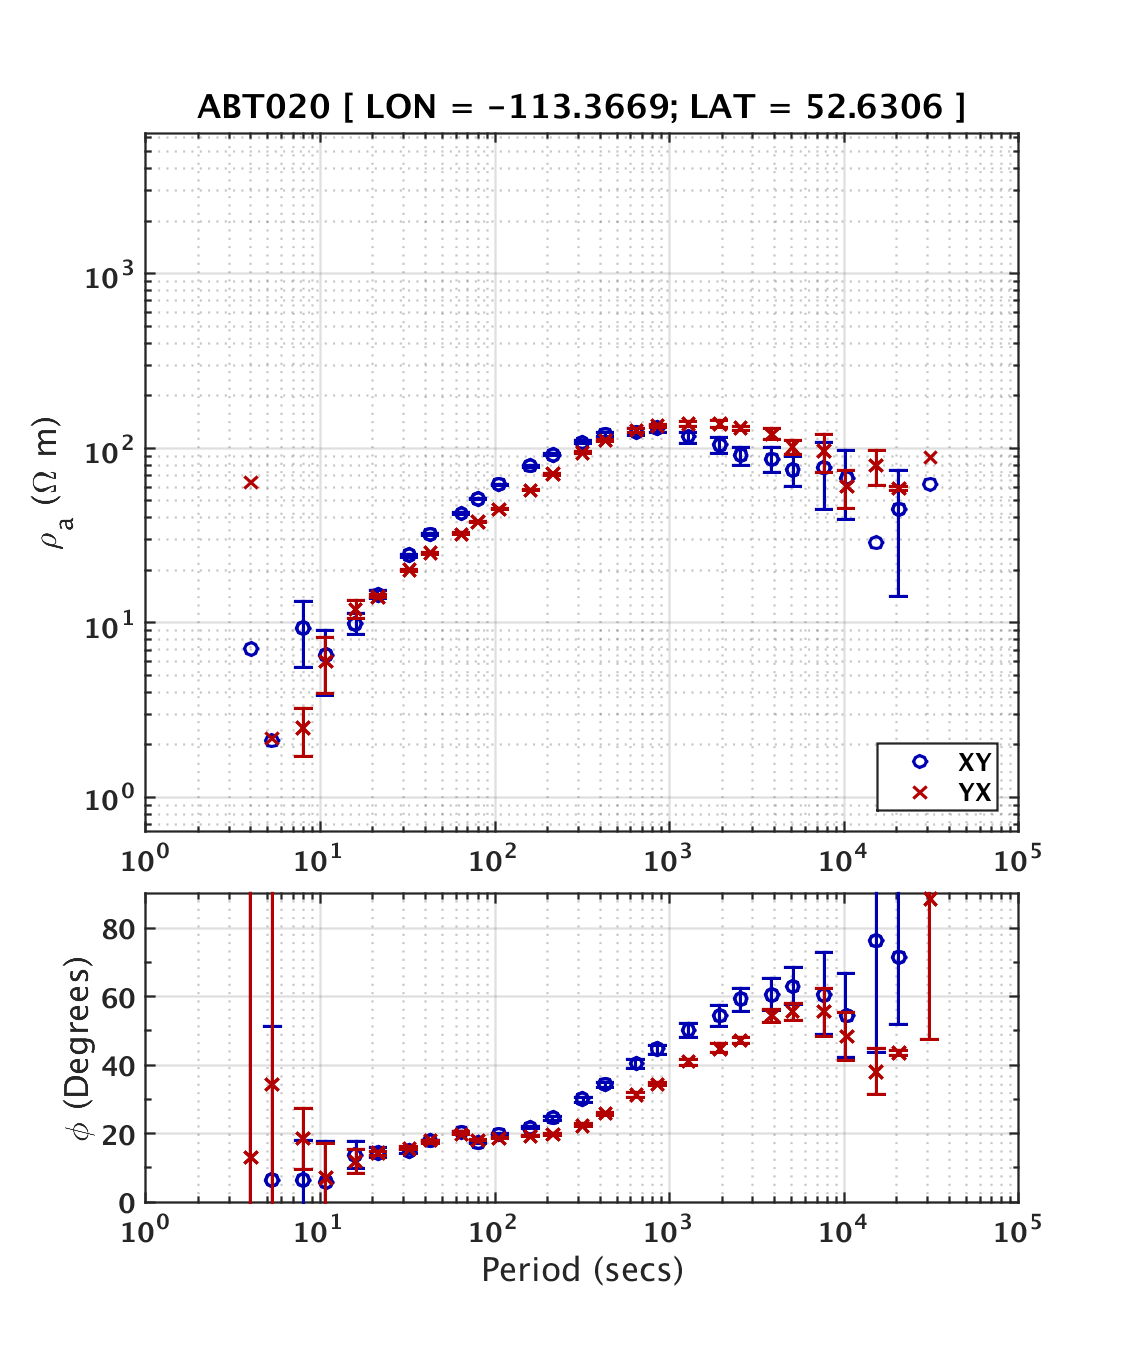 ABT020 [ LON = -113.3669; LAT = 52.6306 ]
ρa (Ω m)
10^3
10^2
10^1
10^0
XY
YX
10^0 10^1 10^2 10^3 10^4 10^5
φ (Degrees)
80
60
40
20
0
10^0 10^1 10^2 10^3 10^4 10^5
Period (secs)